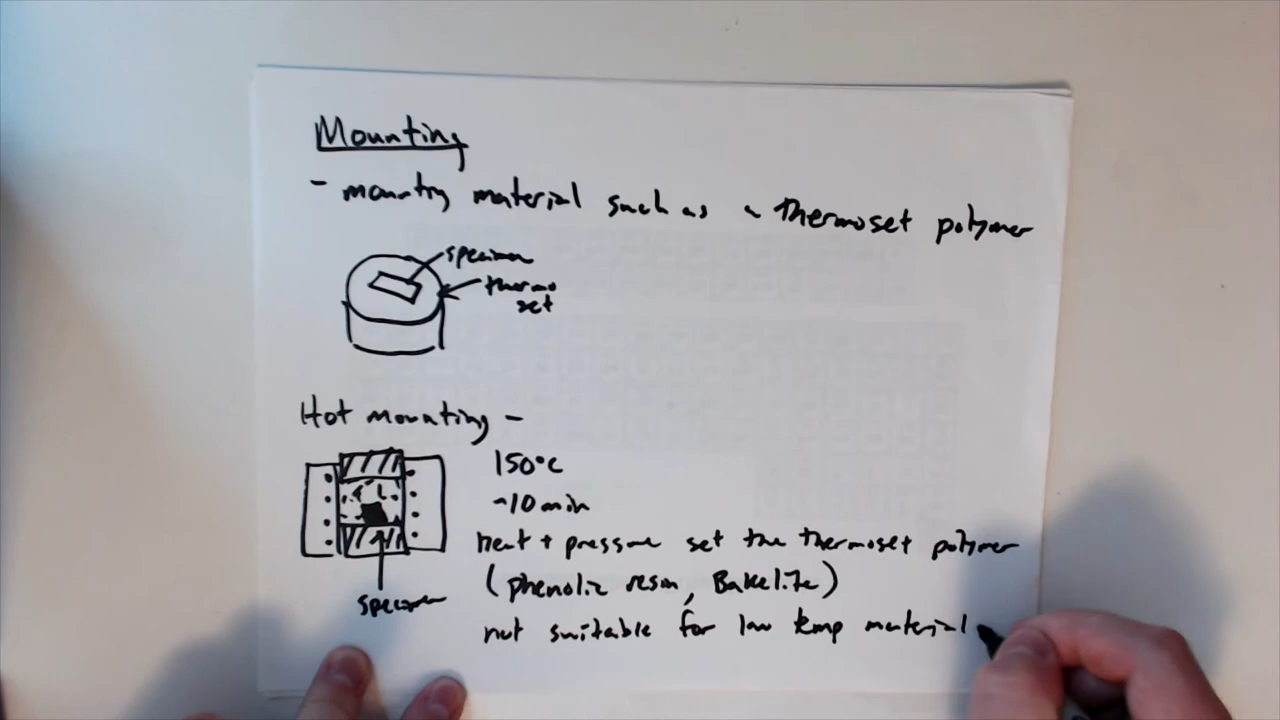 Mounting
- mounting material such as a thermoset polymer
specimen
thermo
set
Hot mounting -
150°C
~10 min
heat + pressure set the thermoset polymer
(phenolic resin, Bakelite)
specimen
not suitable for low temp material